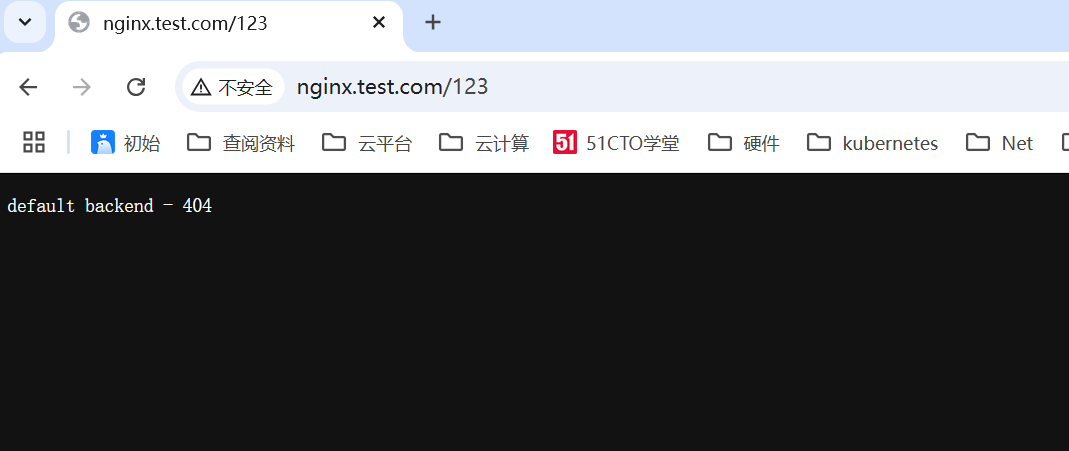 nginx.test.com/123
不安全 nginx.test.com/123
初始 查阅资料 云平台 云计算 51 51CTO学堂 硬件 kubernetes Net
default backend - 404